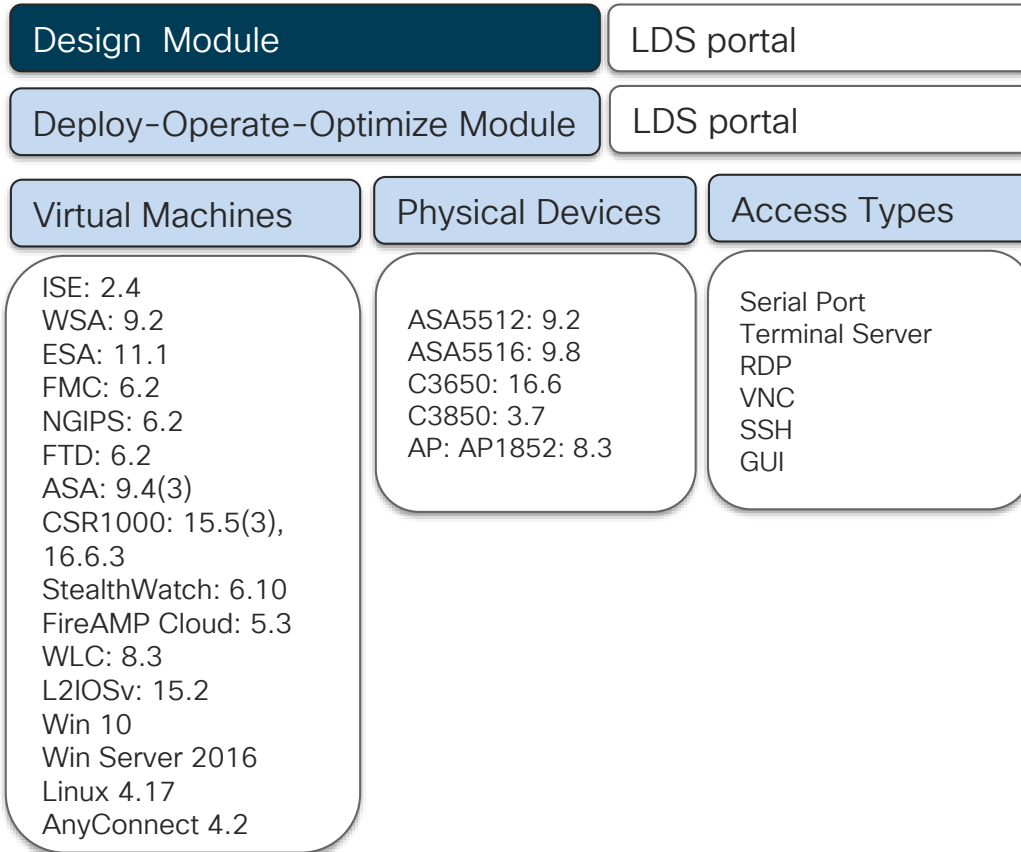 Design Module
LDS portal
Deploy-Operate-Optimize Module
LDS portal
Virtual Machines
Physical Devices
Access Types
ISE: 2.4
WSA: 9.2
ESA: 11.1
FMC: 6.2
NGIPS: 6.2
FTD: 6.2
ASA: 9.4(3)
CSR1000: 15.5(3),
16.6.3
StealthWatch: 6.10
FireAMP Cloud: 5.3
WLC: 8.3
L2IOSv: 15.2
Win 10
Win Server 2016
Linux 4.17
AnyConnect 4.2
ASA5512: 9.2
ASA5516: 9.8
C3650: 16.6
C3850: 3.7
AP: AP1852: 8.3
Serial Port
Terminal Server
RDP
VNC
SSH
GUI